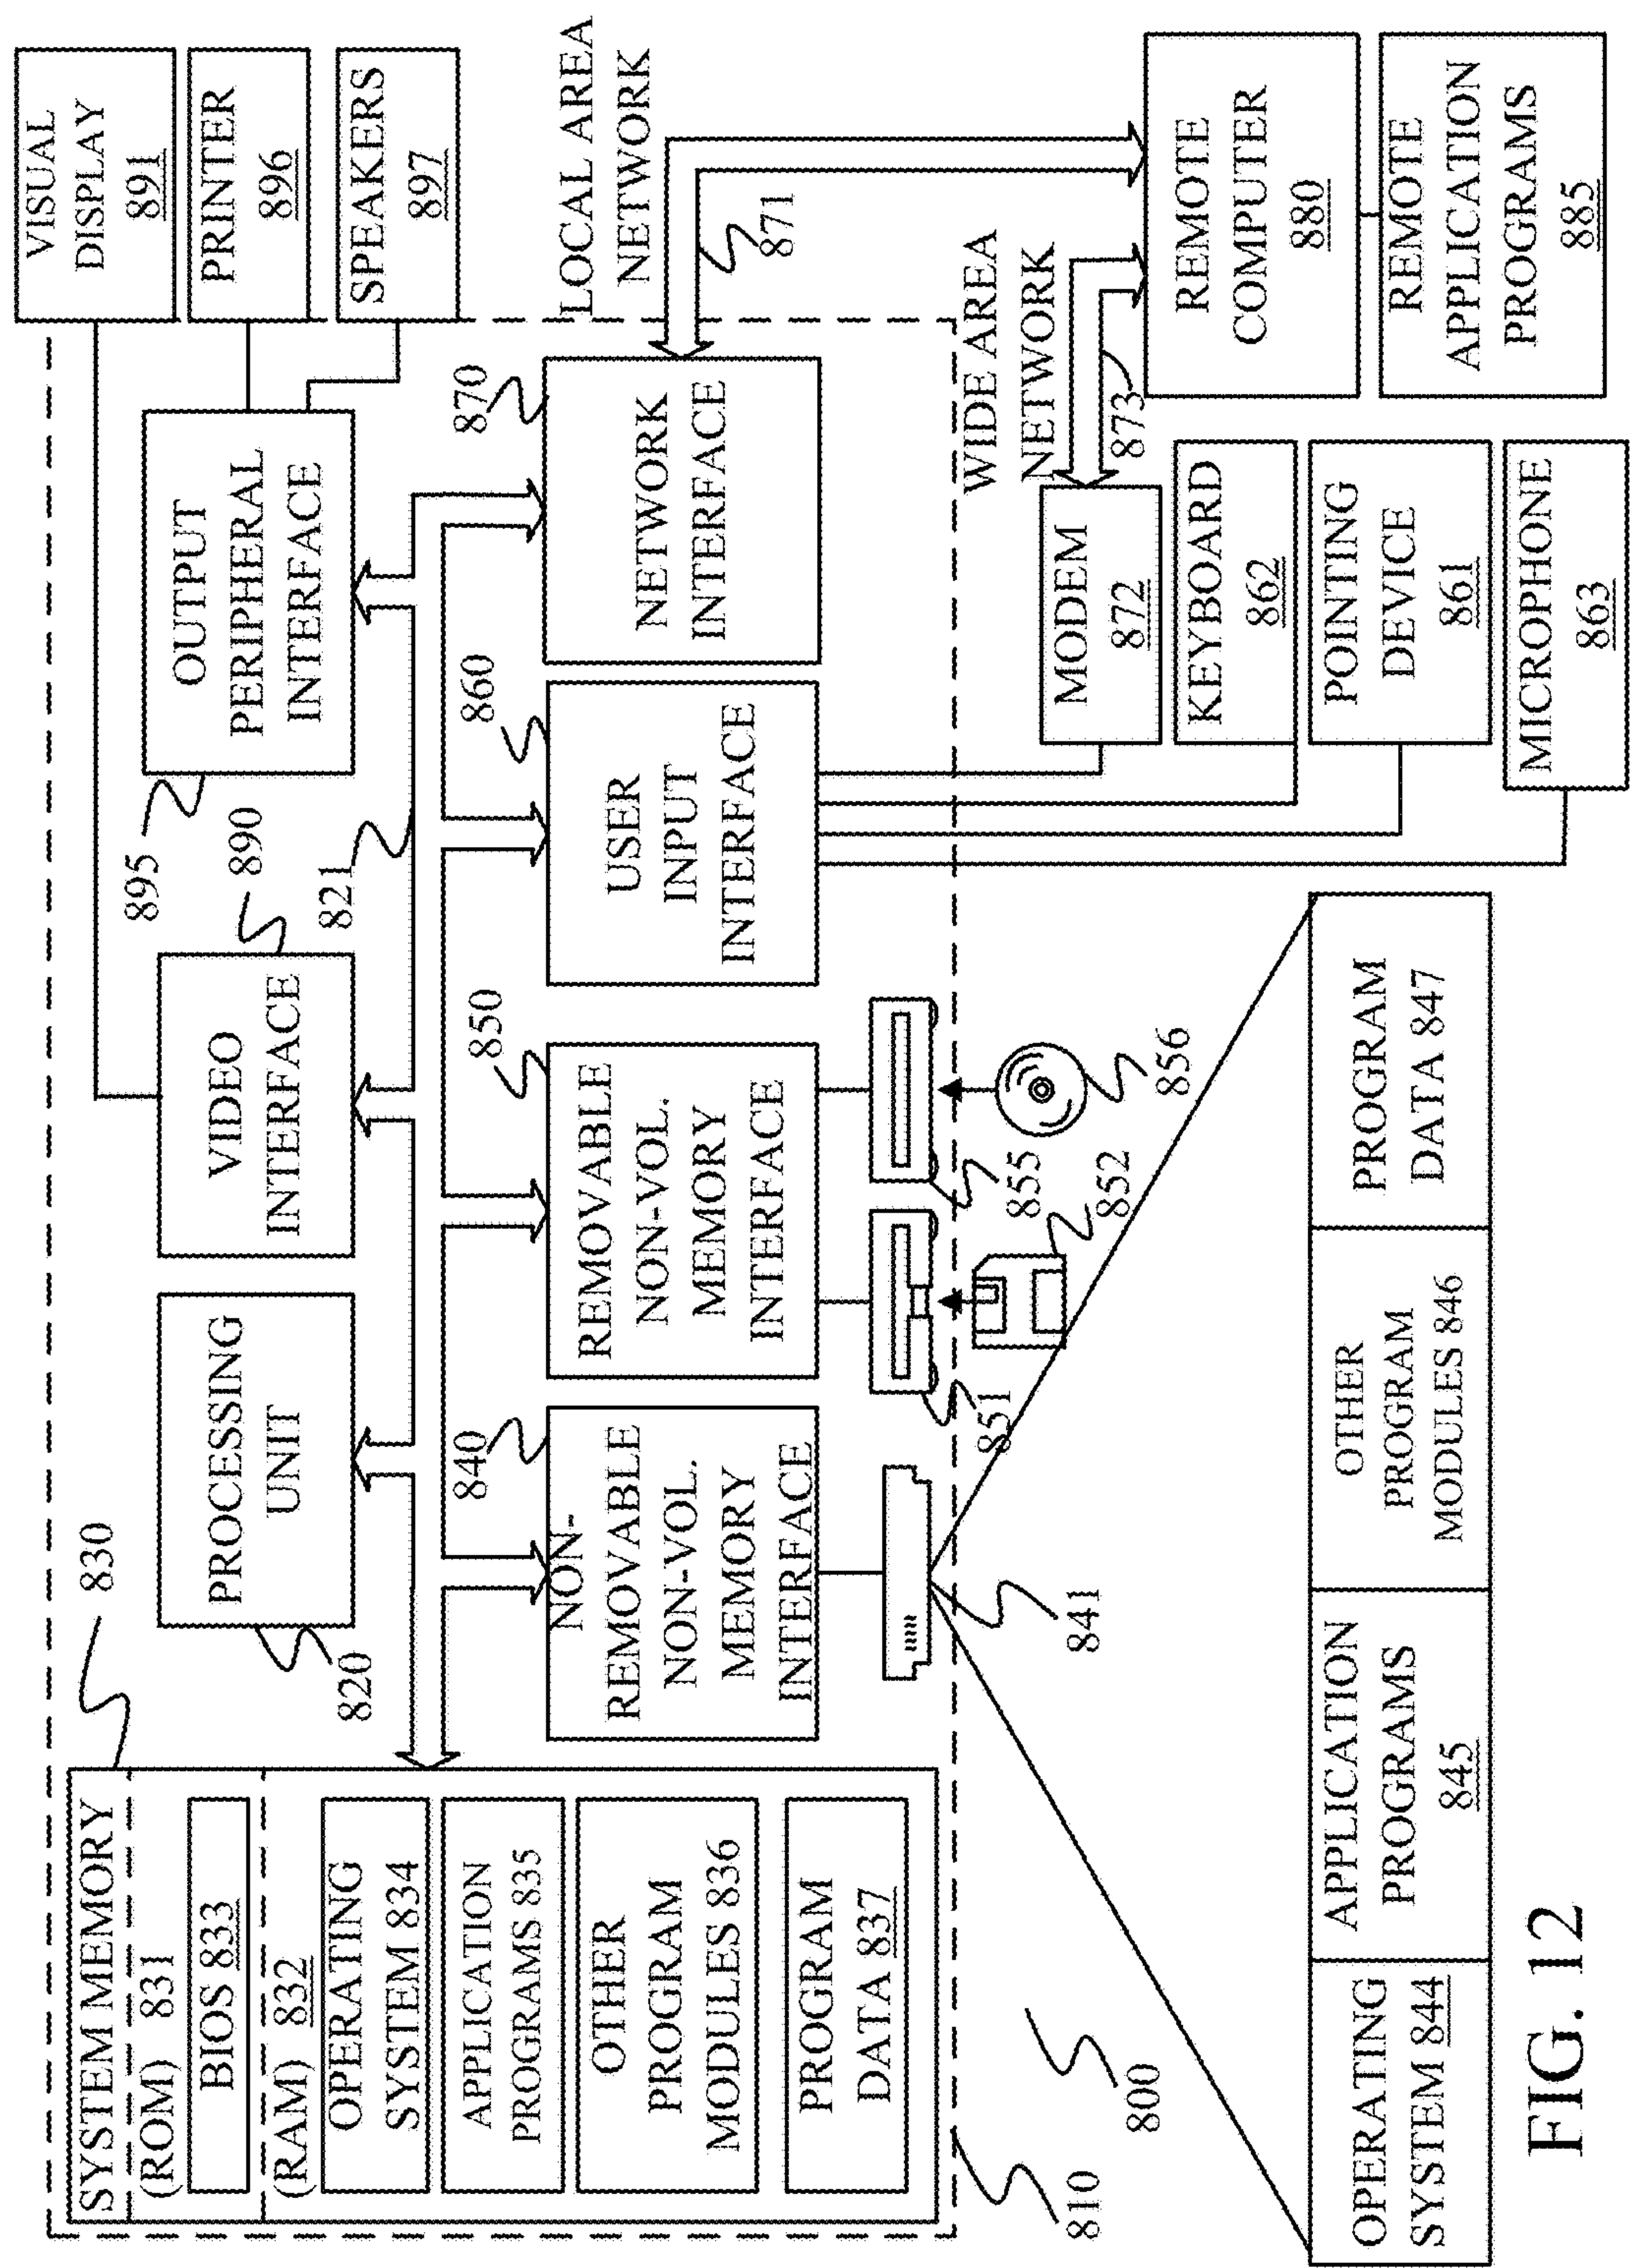 SYSTEM MEMORY
(ROM) 831
BIOS 833
(RAM) 832
OPERATING
SYSTEM 834
APPLICATION
PROGRAMS 835
OTHER
PROGRAM
MODULES 836
PROGRAM
DATA 837
830
PROCESSING
UNIT
820
VIDEO
INTERFACE
890
OUTPUT
PERIPHERAL
INTERFACE
895
821
VISUAL
DISPLAY
891
PRINTER
896
SPEAKERS
897
NON-
REMOVABLE
NON-VOL.
MEMORY
INTERFACE
840
REMOVABLE
NON-VOL.
MEMORY
INTERFACE
850
USER
INPUT
INTERFACE
860
NETWORK
INTERFACE
870
LOCAL AREA
NETWORK
871
841
851
852
855
856
WIDE AREA
NETWORK
873
MODEM
872
KEYBOARD
862
POINTING
DEVICE
861
MICROPHONE
863
REMOTE
COMPUTER
880
REMOTE
APPLICATION
PROGRAMS
885
810
800
OPERATING
SYSTEM 844
APPLICATION
PROGRAMS
845
OTHER
PROGRAM
MODULES 846
PROGRAM
DATA 847
FIG. 12